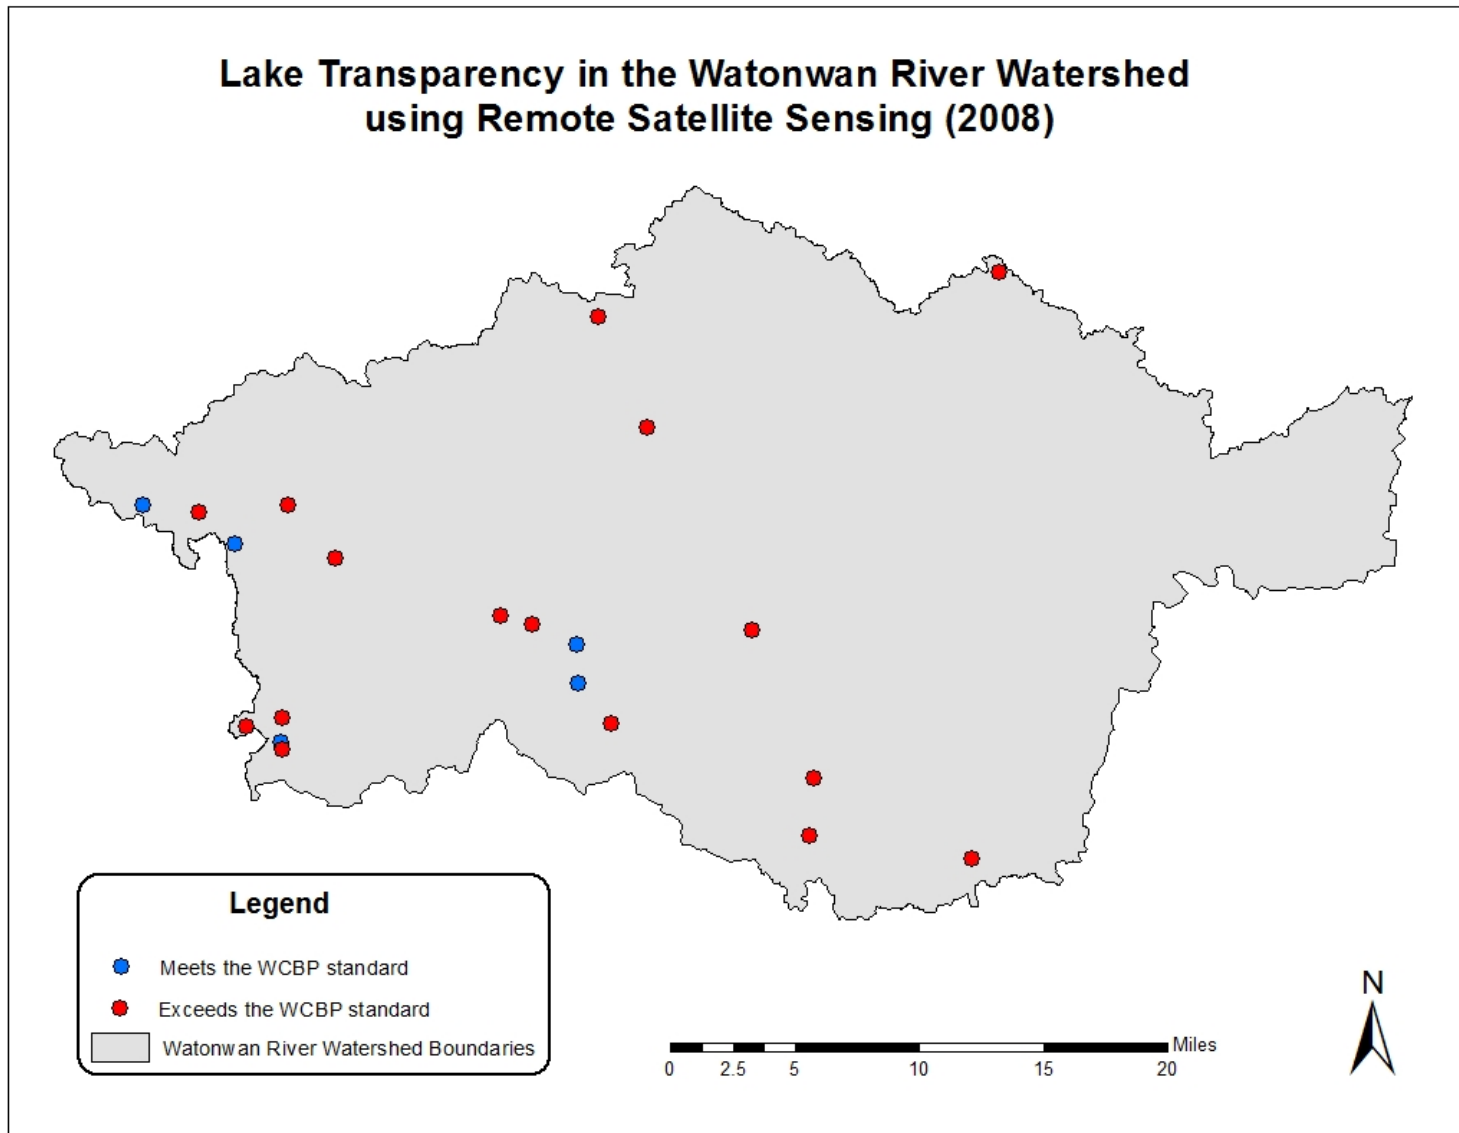 Lake Transparency in the Watonwan River Watershed
using Remote Satellite Sensing (2008)
Legend
Meets the WCBP standard
Exceeds the WCBP standard
Watonwan River Watershed Boundaries
N
Miles
0 2.5 5 10 15 20